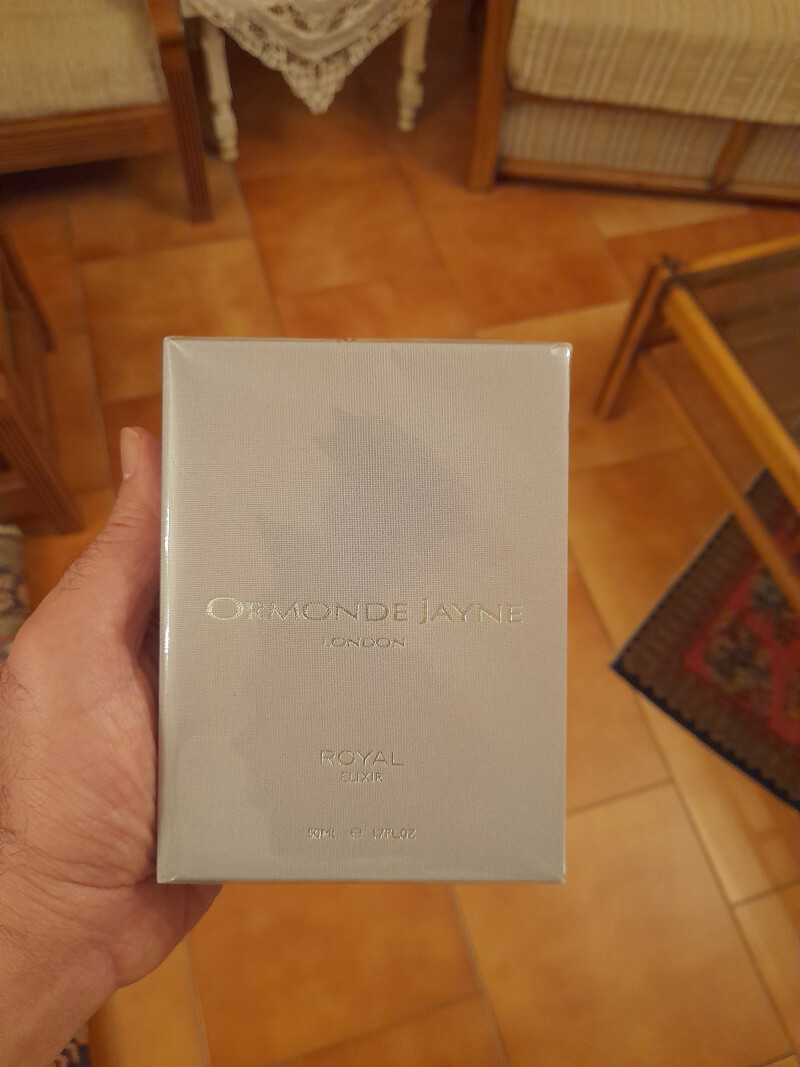 ORMONDE JAYNE
LONDON
ROYAL
ELIXIR
50ML ℮ 1.7FL.OZ